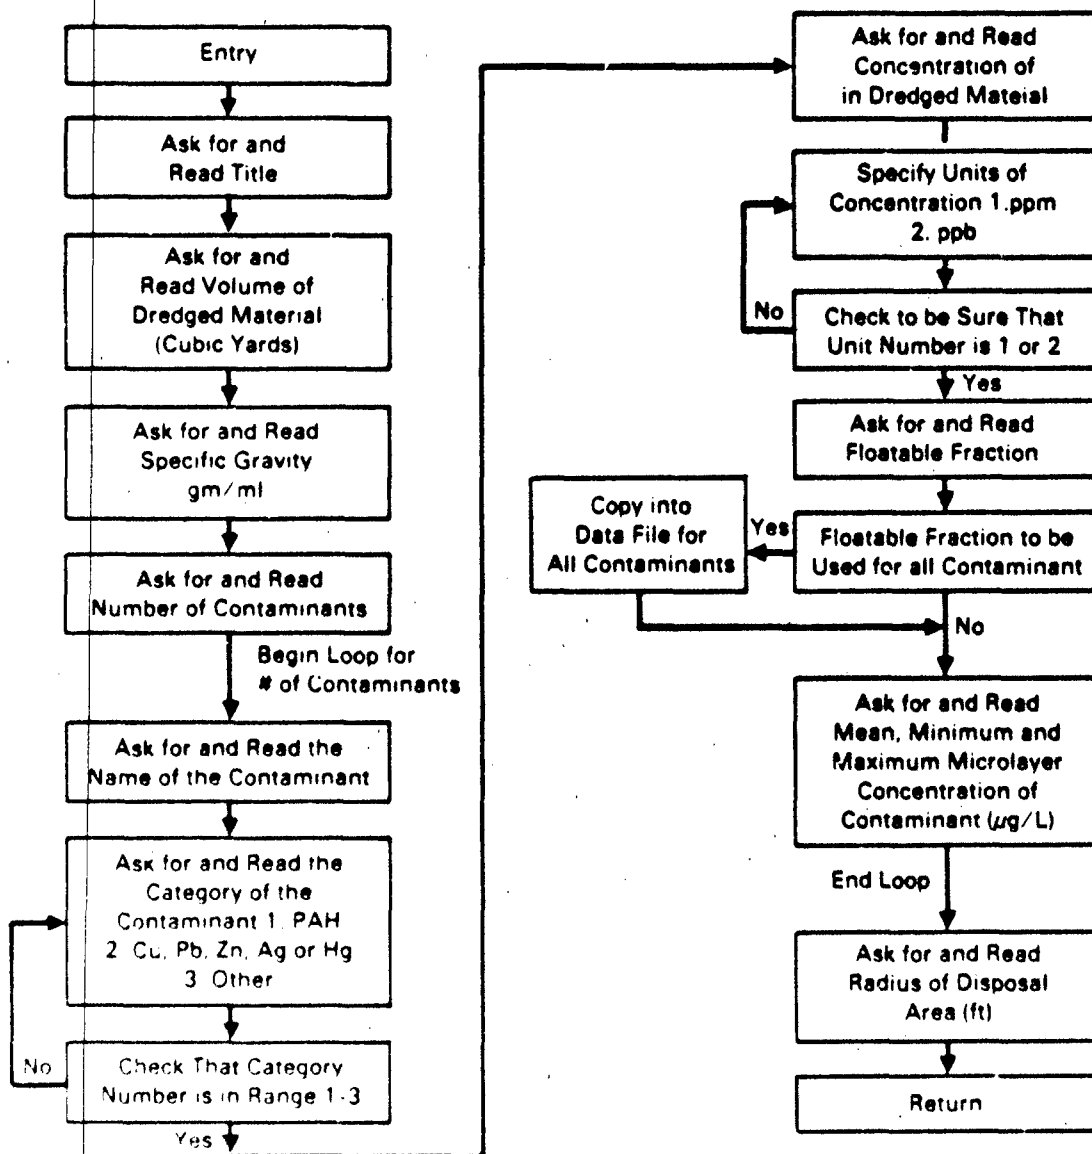 Entry
Ask for and
Read Title
Ask for and
Read Volume of
Dredged Material
(Cubic Yards)
Ask for and Read
Specific Gravity
gm/ml
Ask for and Read
Number of Contaminants
Begin Loop for
# of Contaminants
Ask for and Read the
Name of the Contaminant
Ask for and Read the
Category of the
Contaminant 1. PAH
2 Cu, Pb, Zn, Ag or Hg
3 Other
No
Check That Category
Number is in Range 1-3
Yes
Ask for and Read
Concentration of
in Dredged Mateial
Specify Units of
Concentration 1.ppm
2. ppb
No
Check to be Sure That
Unit Number is 1 or 2
Yes
Ask for and Read
Floatable Fraction
Copy into
Data File for
All Contaminants
Yes
Floatable Fraction to be
Used for all Contaminant
No
Ask for and Read
Mean, Minimum and
Maximum Microlayer
Concentration of
Contaminant (µg/L)
End Loop
Ask for and Read
Radius of Disposal
Area (ft)
Return